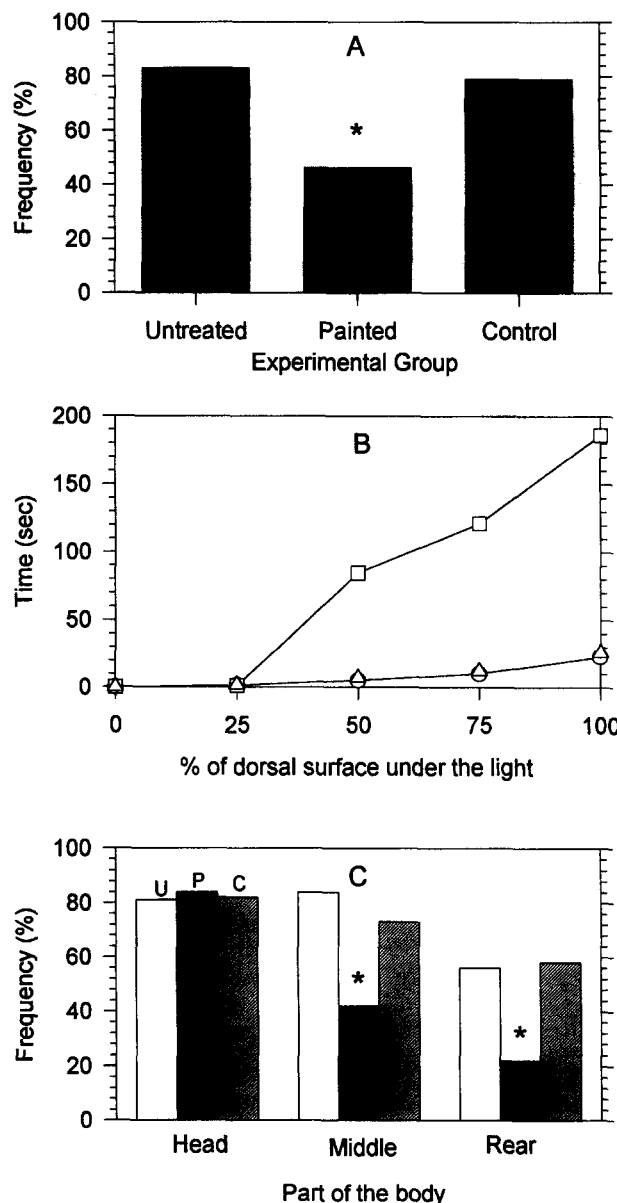 A
Frequency (%)
100
80
60
40
20
0
*
Untreated Painted Control
Experimental Group
B
Time (sec)
200
150
100
50
0
0 25 50 75 100
% of dorsal surface under the light
C
Frequency (%)
100
80
60
40
20
0
U P C
*
*
Head Middle Rear
Part of the body